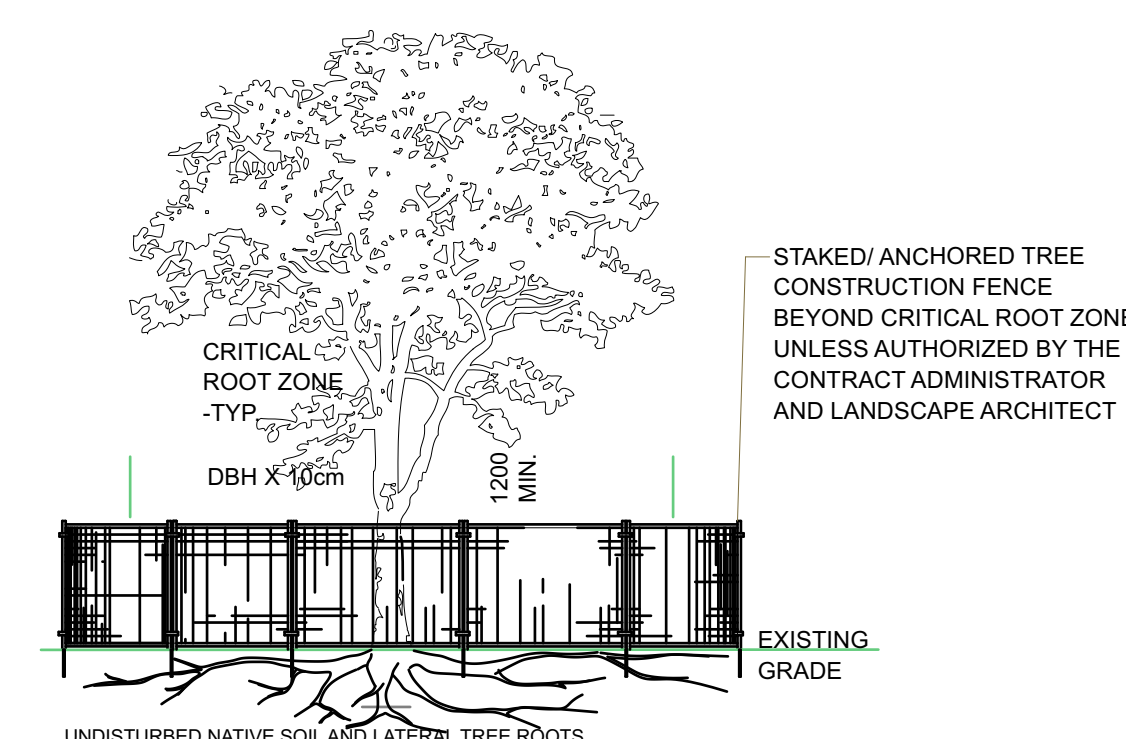 STAKED/ ANCHORED TREE
CONSTRUCTION FENCE
BEYOND CRITICAL ROOT ZONE
UNLESS AUTHORIZED BY THE
CONTRACT ADMINISTRATOR
AND LANDSCAPE ARCHITECT
CRITICAL
ROOT ZONE
-TYP.
DBH X 10cm
1200
MIN.
EXISTING
GRADE
UNDISTURBED NATIVE SOIL AND LATERAL TREE ROOTS